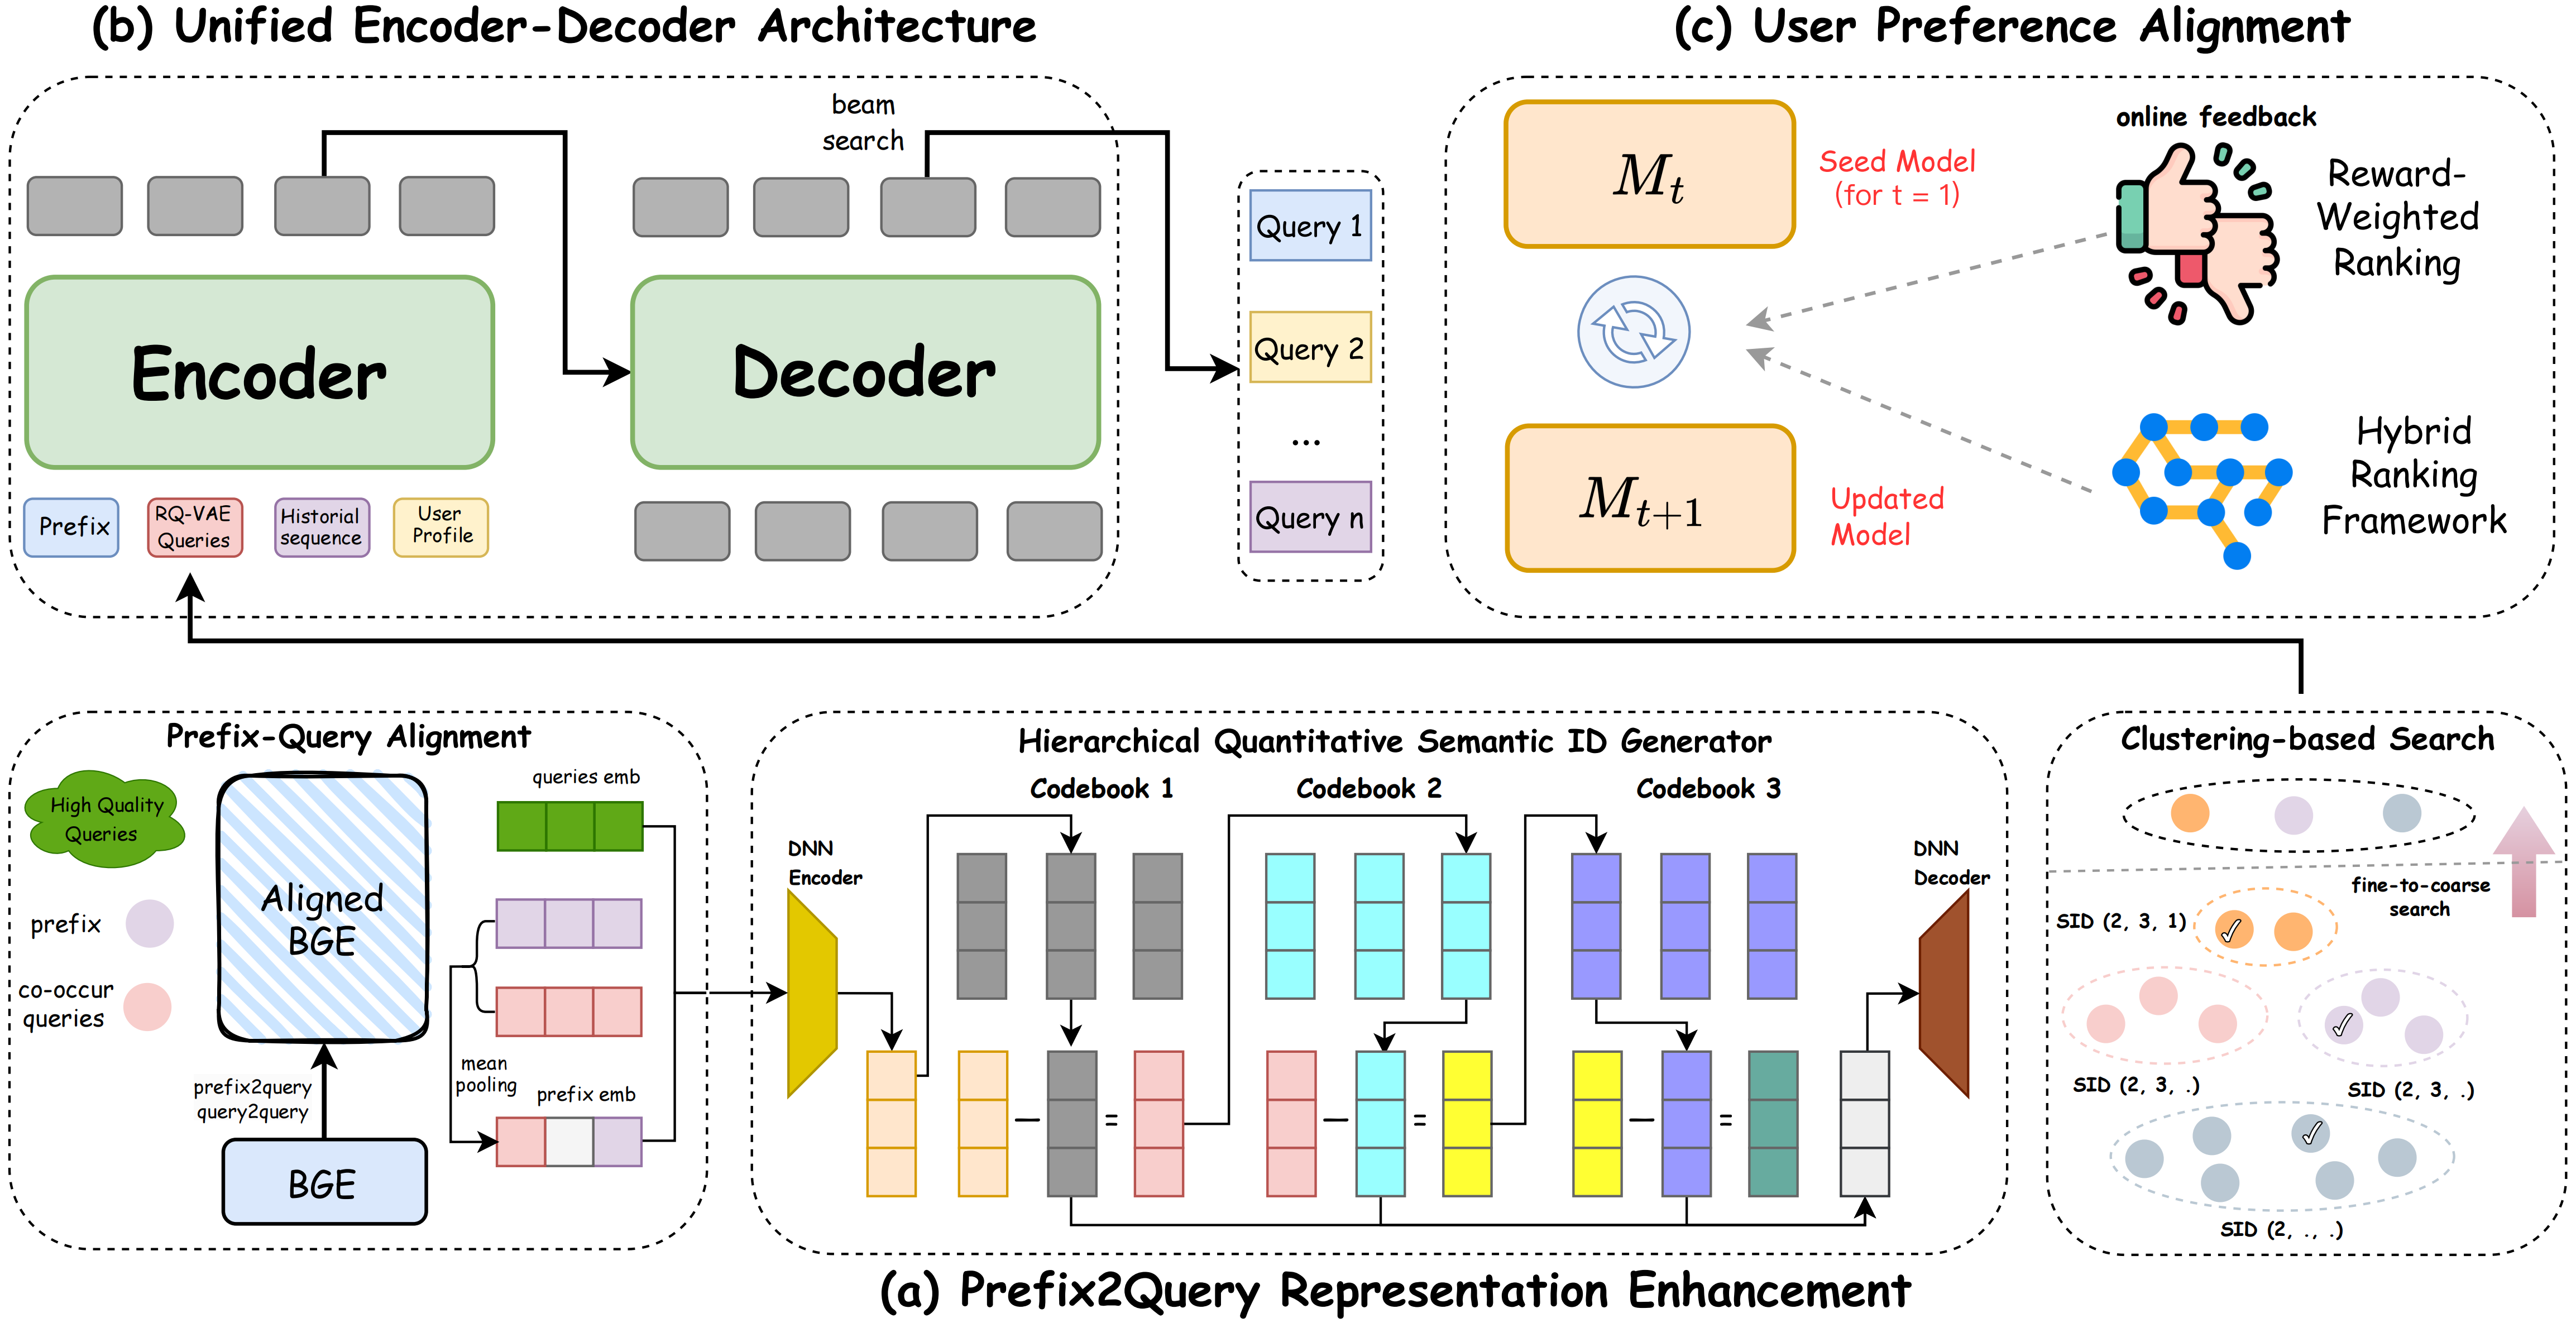 (b) Unified Encoder-Decoder Architecture
beam
search
Encoder
Decoder
Prefix
RQ-VAE
Queries
Historial
sequence
User
Profile
Query 1
Query 2
...
Query n
(c) User Preference Alignment
M_t
Seed Model
(for t = 1)
online feedback
Reward-
Weighted
Ranking
M_{t+1}
Updated
Model
Hybrid
Ranking
Framework
Prefix-Query Alignment
High Quality
Queries
prefix
co-occur
queries
Aligned
BGE
prefix2query
query2query
BGE
queries emb
mean
pooling
prefix emb
Hierarchical Quantitative Semantic ID Generator
Codebook 1
Codebook 2
Codebook 3
DNN
Encoder
DNN
Decoder
— =
— =
— =
Clustering-based Search
fine-to-coarse
search
SID (2, 3, 1)
SID (2, 3, .)
SID (2, 3, .)
SID (2, ., .)
(a) Prefix2Query Representation Enhancement